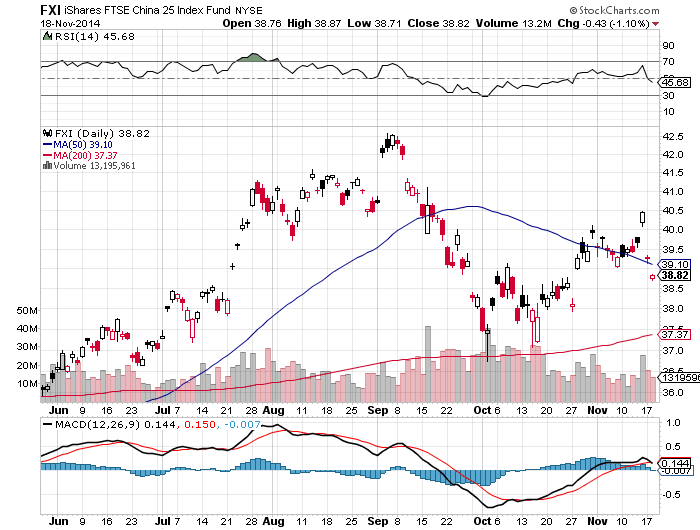 FXI iShares FTSE China 25 Index Fund NYSE © StockCharts.com
18-Nov-2014 Open 38.76 High 38.87 Low 38.71 Close 38.82 Volume 13.2M Chg -0.43 (-1.10%)
RSI(14) 45.68
90
70
50
45.68
30
10
FXI (Daily) 38.82
MA(50) 39.10
MA(200) 37.37
Volume 13,195,961
42.5
42.0
41.5
41.0
40.5
40.0
39.5
39.10
38.82
38.5
38.0
37.5
37.37
37.0
36.5
36.0
1319596
50M
40M
30M
20M
10M
Jun 9 16 23 Jul 7 14 21 Aug 11 18 25 Sep 8 15 22 Oct 6 13 20 27 Nov 10 17
MACD(12,26,9) 0.144, 0.150, -0.007
1.0
0.5
0.144
-0.007
-0.5
Jun 9 16 23 Jul 7 14 21 Aug 11 18 25 Sep 8 15 22 Oct 6 13 20 27 Nov 10 17